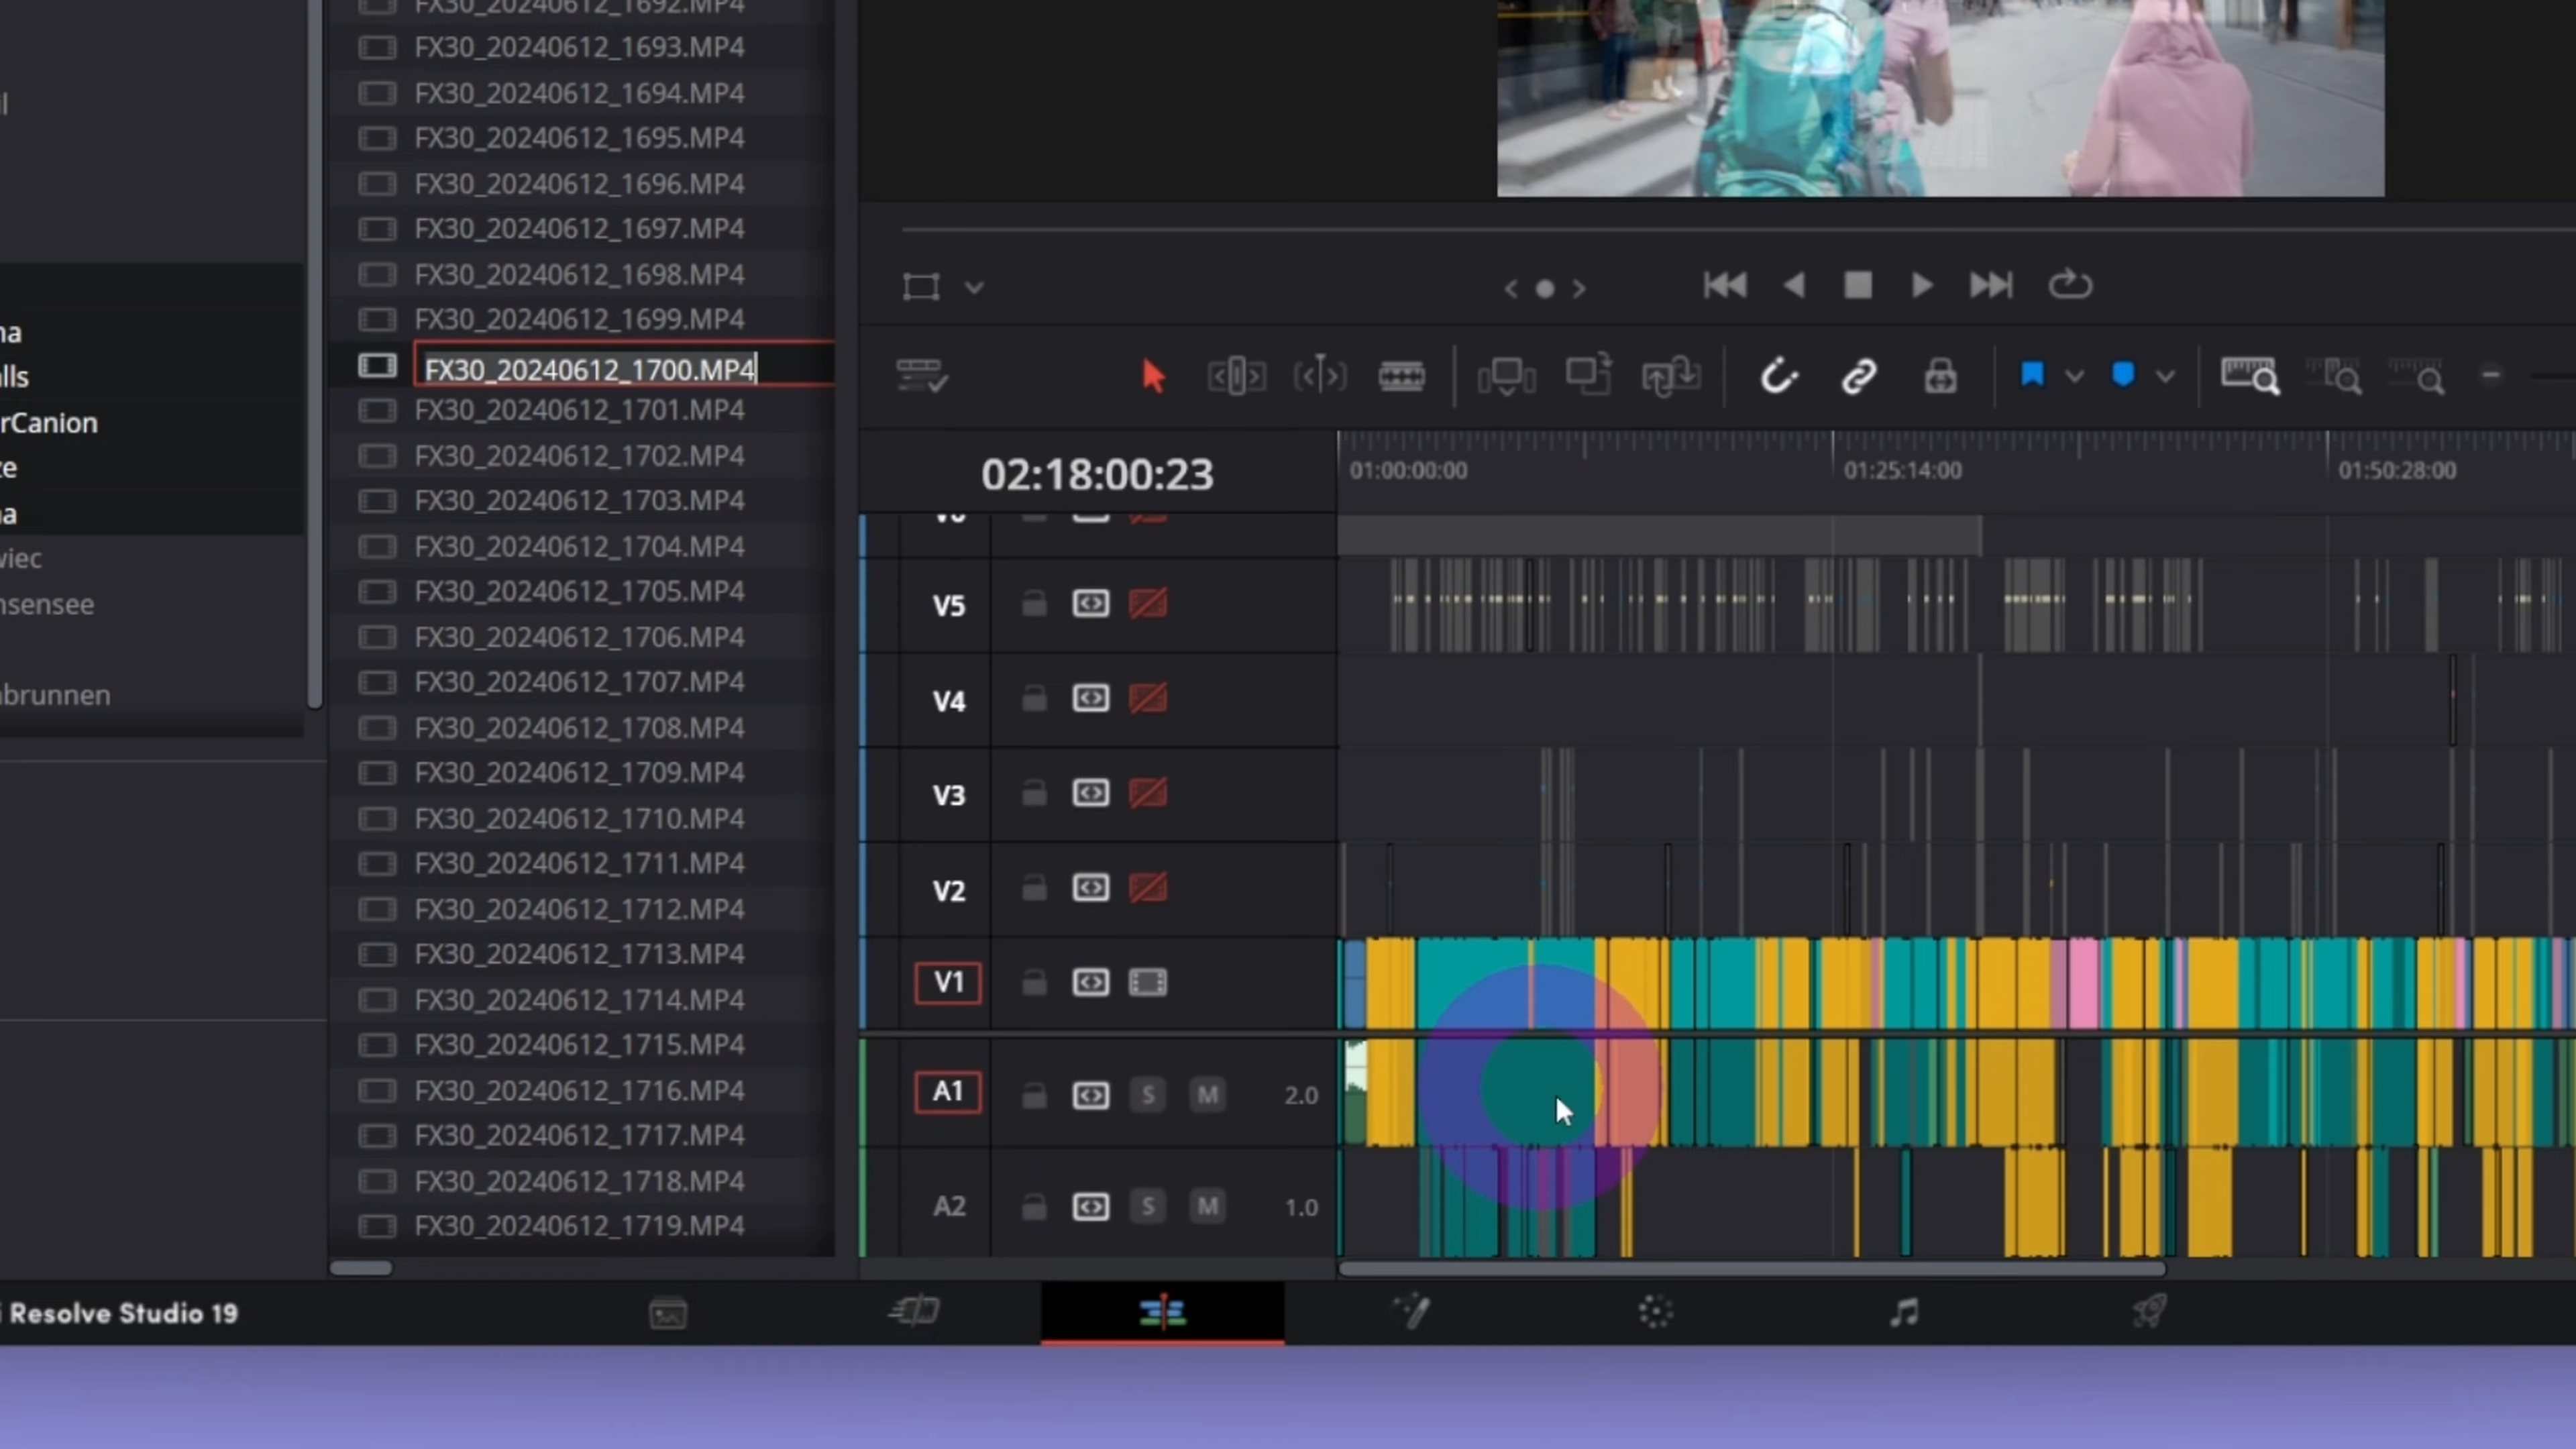 FX30_20240612_1692.MP4
FX30_20240612_1693.MP4
FX30_20240612_1694.MP4
FX30_20240612_1695.MP4
FX30_20240612_1696.MP4
FX30_20240612_1697.MP4
FX30_20240612_1698.MP4
FX30_20240612_1699.MP4
FX30_20240612_1700.MP4
FX30_20240612_1701.MP4
FX30_20240612_1702.MP4
FX30_20240612_1703.MP4
FX30_20240612_1704.MP4
FX30_20240612_1705.MP4
FX30_20240612_1706.MP4
FX30_20240612_1707.MP4
FX30_20240612_1708.MP4
FX30_20240612_1709.MP4
FX30_20240612_1710.MP4
FX30_20240612_1711.MP4
FX30_20240612_1712.MP4
FX30_20240612_1713.MP4
FX30_20240612_1714.MP4
FX30_20240612_1715.MP4
FX30_20240612_1716.MP4
FX30_20240612_1717.MP4
FX30_20240612_1718.MP4
FX30_20240612_1719.MP4
na
lls
rCanion
ze
na
wiec
nsensee
abrunnen
02:18:00:23
01:00:00:00
01:25:14:00
01:50:28:00
V5
V4
V3
V2
V1
A1 S M 2.0
A2 S M 1.0
i Resolve Studio 19